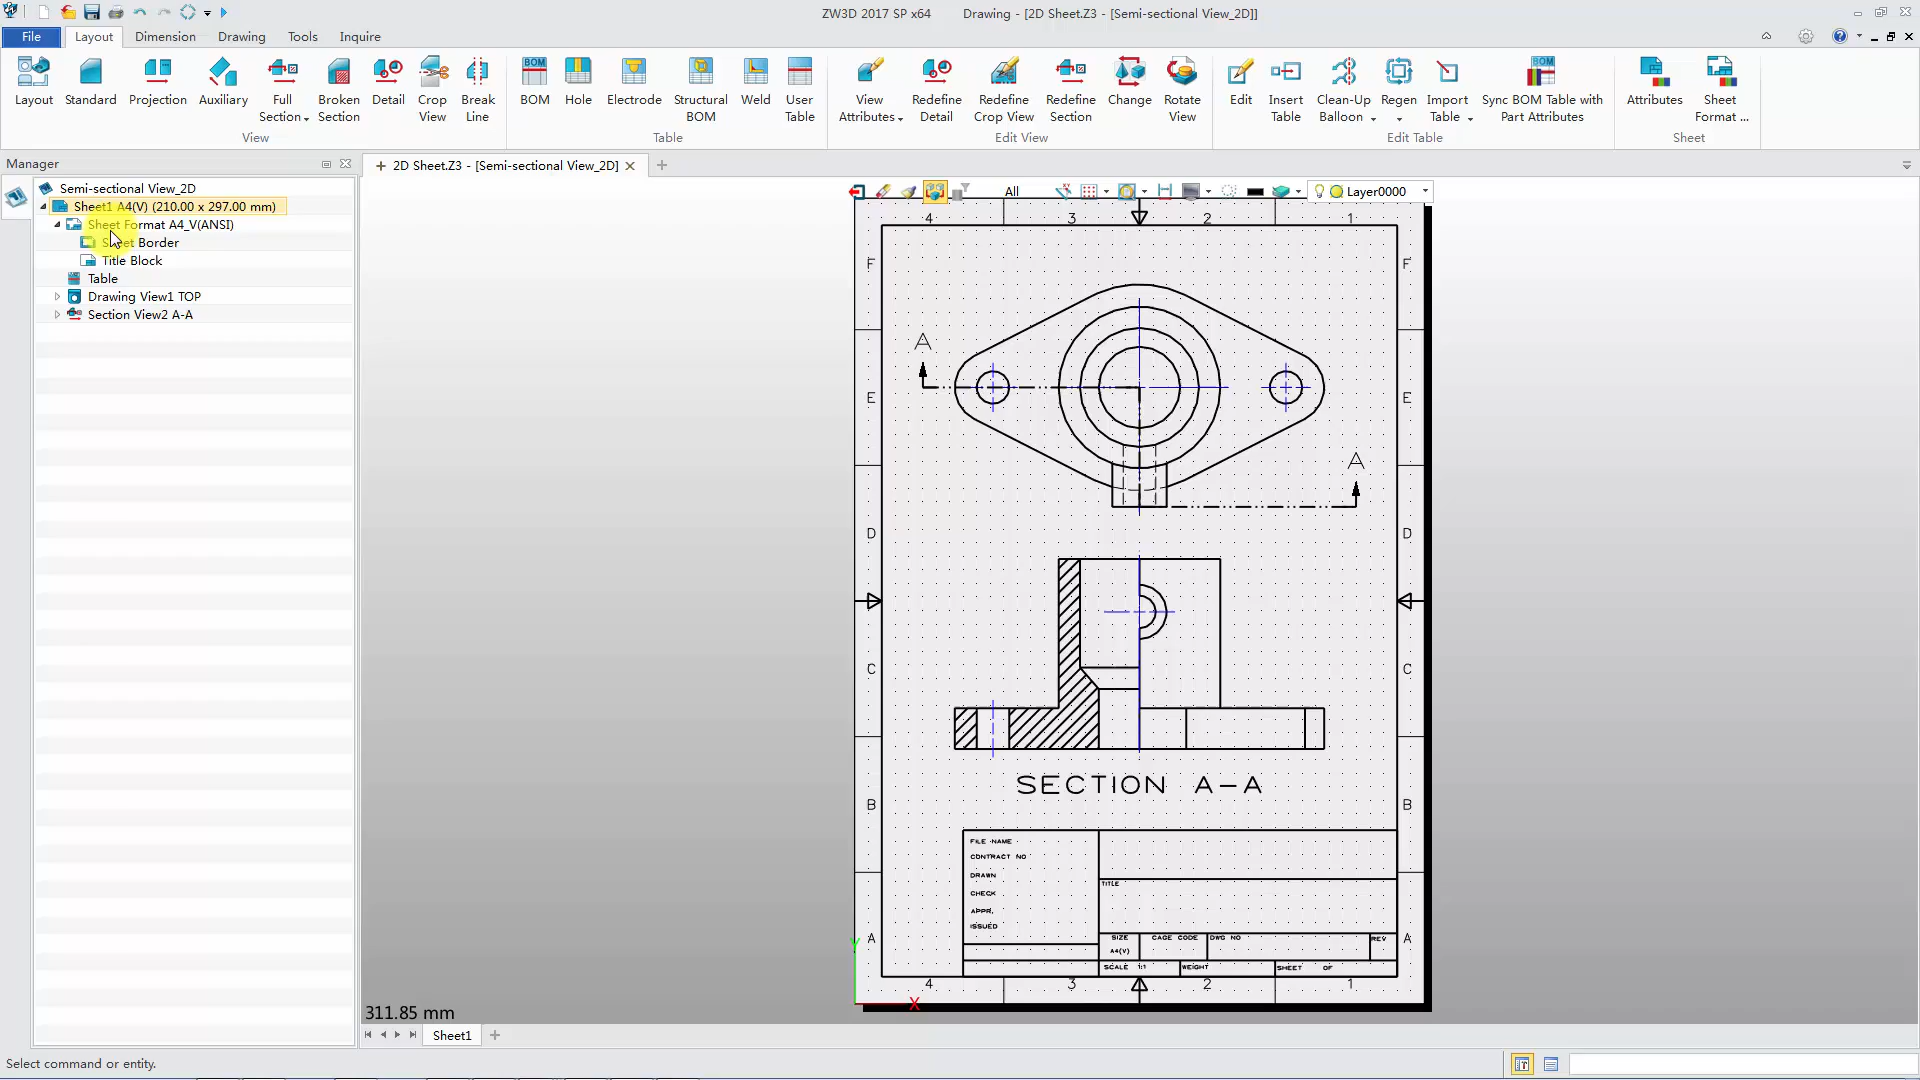 ZW3D 2017 SP x64 Drawing - [2D Sheet.Z3 - [Semi-sectional View_2D]]
File Layout Dimension Drawing Tools Inquire
Layout Standard Projection Auxiliary Full Section Broken Section Detail Crop View Break Line BOM Hole Electrode Structural BOM Weld User Table View Attributes Redefine Detail Redefine Crop View Redefine Section Change Rotate View Edit Insert Table Clean-Up Balloon Regen Import Table Sync BOM Table with Part Attributes Attributes Sheet Format ...
View Table Edit View Edit Table Sheet
Manager
2D Sheet.Z3 - [Semi-sectional View_2D]
All Layer0000
Semi-sectional View_2D
Sheet1 A4(V) (210.00 x 297.00 mm)
Sheet Format A4_V(ANSI)
Sheet Border
Title Block
Table
Drawing View1 TOP
Section View2 A-A
4 3 2 1
F F
A
E E
A
D D
C C
SECTION A-A
B B
FILE NAME
CONTRACT NO
DRAWN
TITLE
CHECK
APPR.
ISSUED
SIZE CAGE CODE DWG NO REV
A A
A4(V)
SCALE 1:1 WEIGHT SHEET OF
4 3 2 1
Y
X
311.85 mm
Sheet1
Select command or entity.